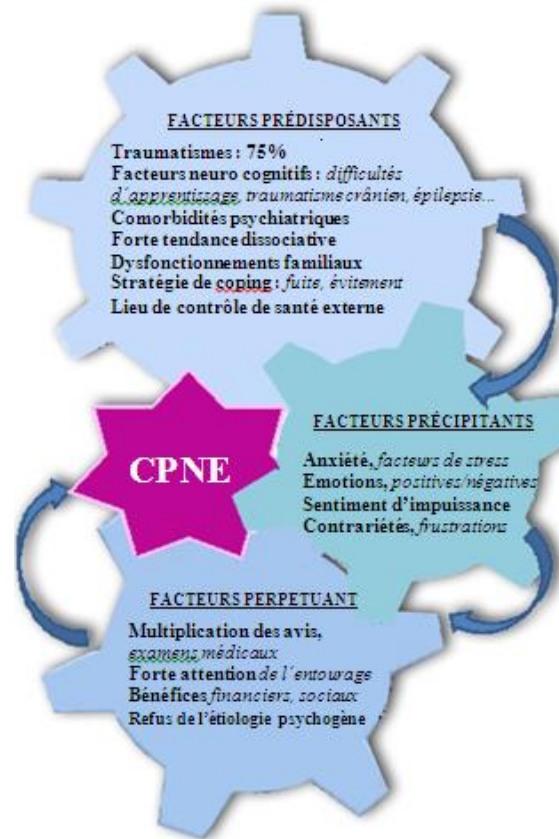 FACTEURS PRÉDISPOSANTS
Traumatismes : 75%
Facteurs neuro cognitifs : difficultés
d´apprentissage, traumatisme crânien, épilepsie...
Comorbidités psychiatriques
Forte tendance dissociative
Dysfonctionnements familiaux
Stratégie de coping : fuite, évitement
Lieu de contrôle de santé externe
FACTEURS PRÉCIPITANTS
Anxiété, facteurs de stress
Emotions, positives/négatives
Sentiment d’impuissance
Contrariétés, frustrations
CPNE
FACTEURS PERPETUANT
Multiplication des avis,
examens médicaux
Forte attention de l´entourage
Bénéfices financiers, sociaux
Refus de l’étiologie psychogène